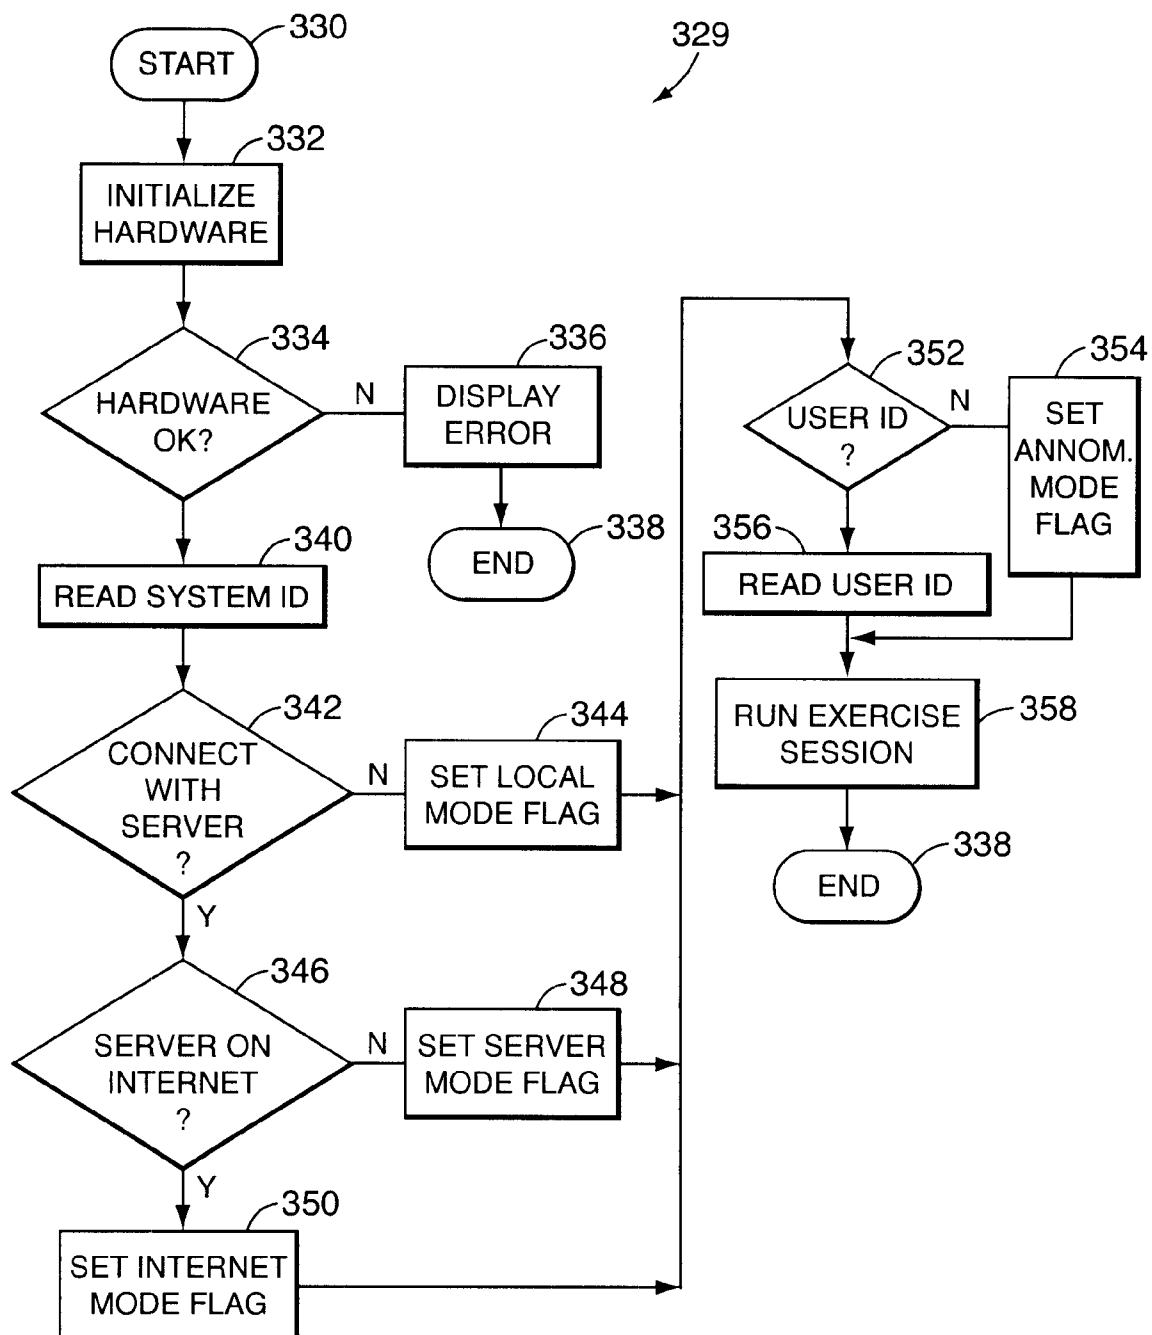 330
START
329
332
INITIALIZE
HARDWARE
334
HARDWARE
OK?
N
336
DISPLAY
ERROR
338
END
340
READ SYSTEM ID
342
CONNECT
WITH
SERVER
?
N
344
SET LOCAL
MODE FLAG
Y
346
SERVER ON
INTERNET
?
N
348
SET SERVER
MODE FLAG
Y
350
SET INTERNET
MODE FLAG
352
USER ID
?
N
354
SET
ANNOM.
MODE
FLAG
356
READ USER ID
358
RUN EXERCISE
SESSION
338
END